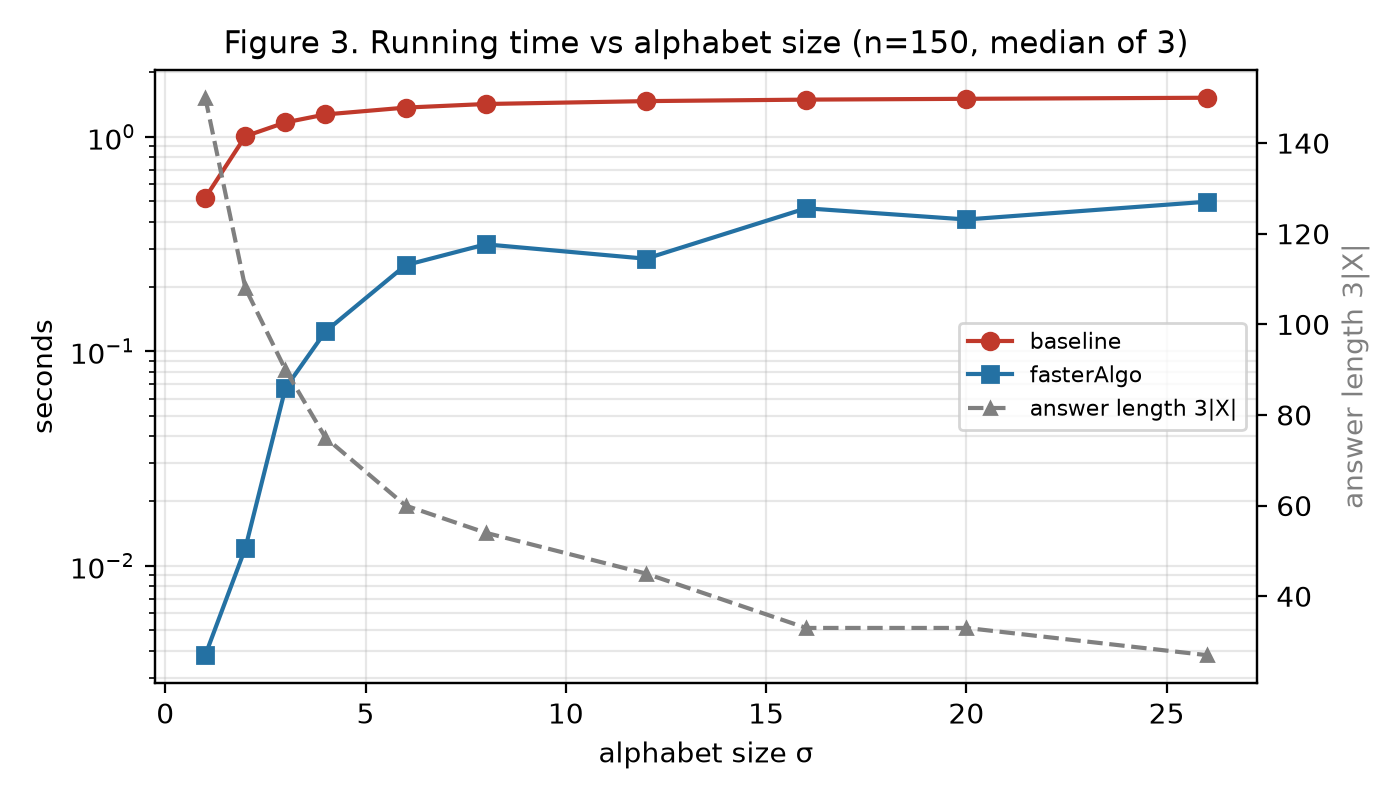 Figure 3. Running time vs alphabet size (n=150, median of 3)
10⁰
10⁻¹
10⁻²
seconds
140
120
100
80
60
40
answer length 3|X|
baseline
fasterAlgo
answer length 3|X|
0 5 10 15 20 25
alphabet size σ